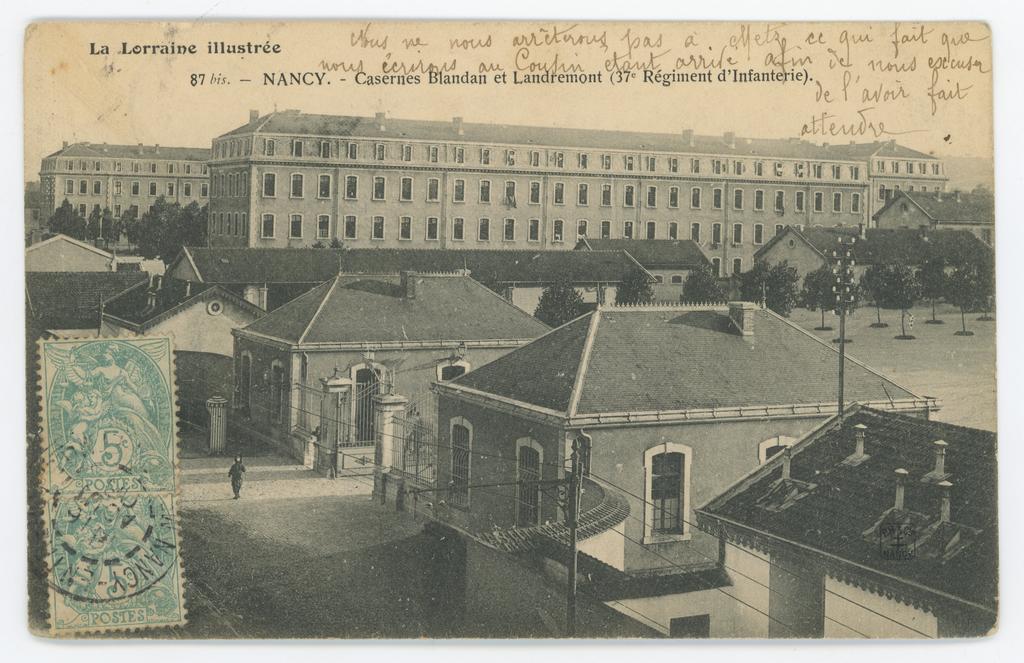 La Lorraine illustrée
Nous ne nous arrêterons pas à Metz ce qui fait que
nous écrirons au Cousin étant arrivé afin de nous excuser
87 bis. — NANCY. - Casernes Blandan et Landremont (37e Régiment d'Infanterie).
de l'avoir fait
attendre
5
POSTES
POSTES
NANCY